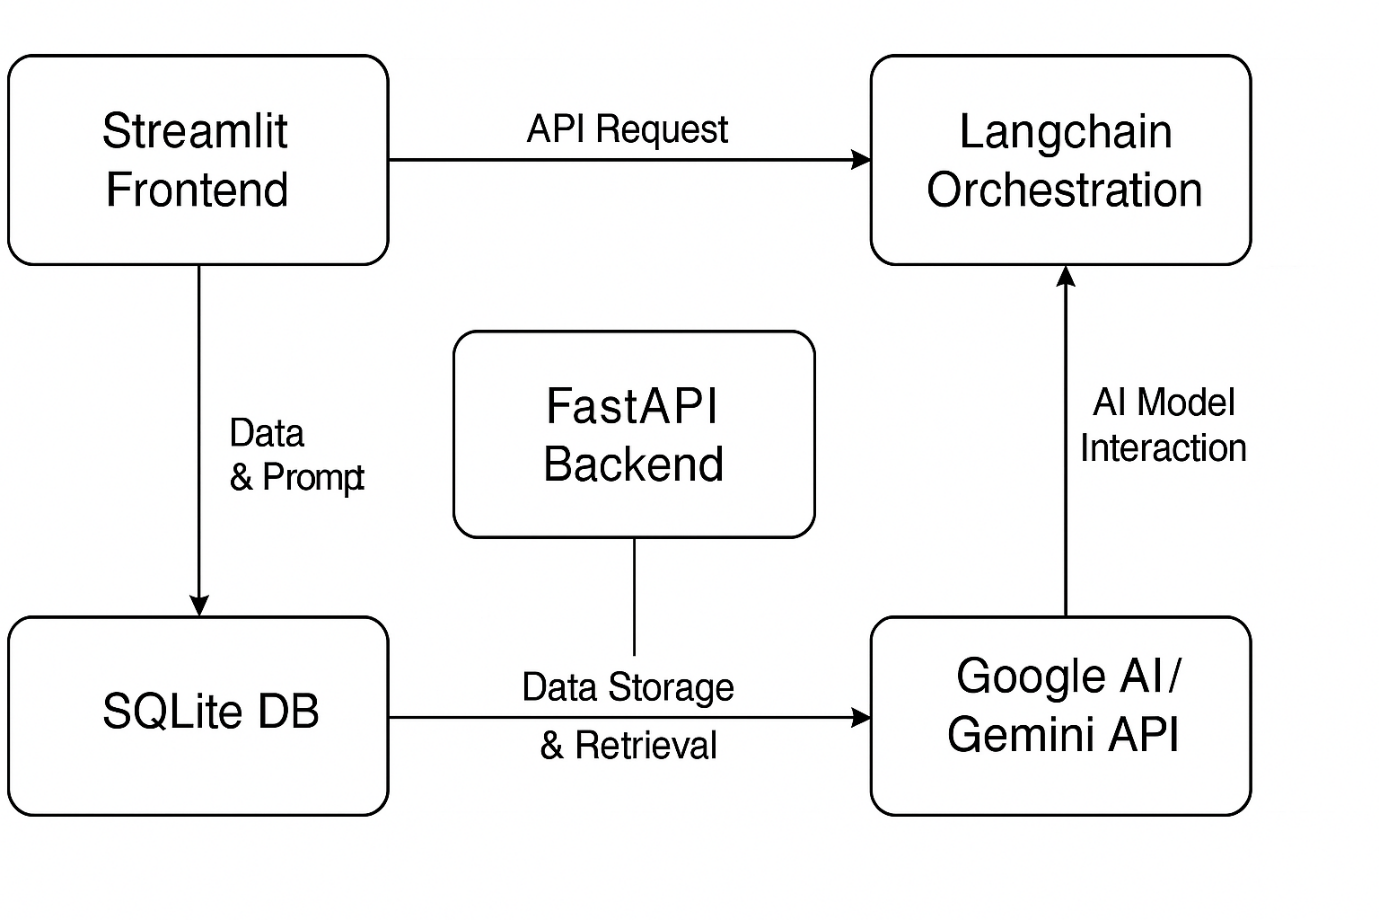 Streamlit
Frontend
API Request
Langchain
Orchestration
FastAPI
Backend
Data
& Prompt
AI Model
Interaction
SQLite DB
Data Storage
& Retrieval
Google AI/
Gemini API